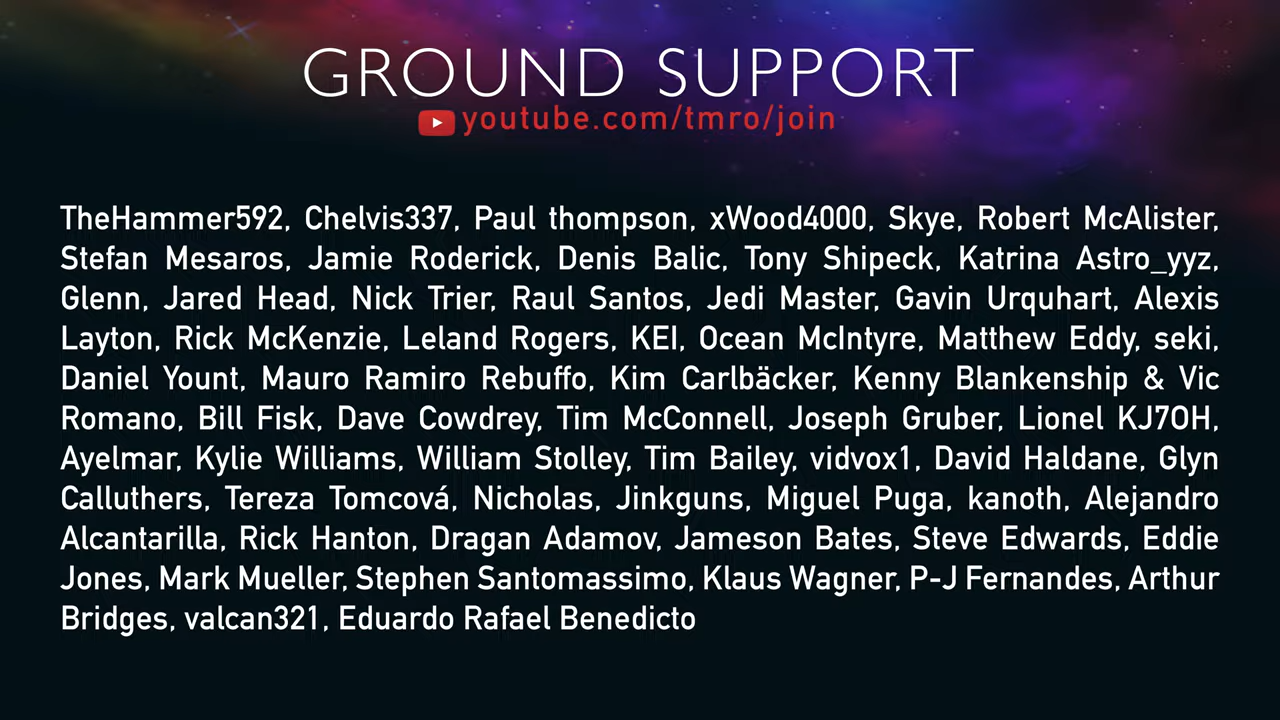 GROUND SUPPORT
youtube.com/tmro/join
TheHammer592, Chelvis337, Paul thompson, xWood4000, Skye, Robert McAlister,
Stefan Mesaros, Jamie Roderick, Denis Balic, Tony Shipeck, Katrina Astro_yyz,
Glenn, Jared Head, Nick Trier, Raul Santos, Jedi Master, Gavin Urquhart, Alexis
Layton, Rick McKenzie, Leland Rogers, KEI, Ocean McIntyre, Matthew Eddy, seki,
Daniel Yount, Mauro Ramiro Rebuffo, Kim Carlbäcker, Kenny Blankenship & Vic
Romano, Bill Fisk, Dave Cowdrey, Tim McConnell, Joseph Gruber, Lionel KJ7OH,
Ayelmar, Kylie Williams, William Stolley, Tim Bailey, vidvox1, David Haldane, Glyn
Calluthers, Tereza Tomcová, Nicholas, Jinkguns, Miguel Puga, kanoth, Alejandro
Alcantarilla, Rick Hanton, Dragan Adamov, Jameson Bates, Steve Edwards, Eddie
Jones, Mark Mueller, Stephen Santomassimo, Klaus Wagner, P-J Fernandes, Arthur
Bridges, valcan321, Eduardo Rafael Benedicto